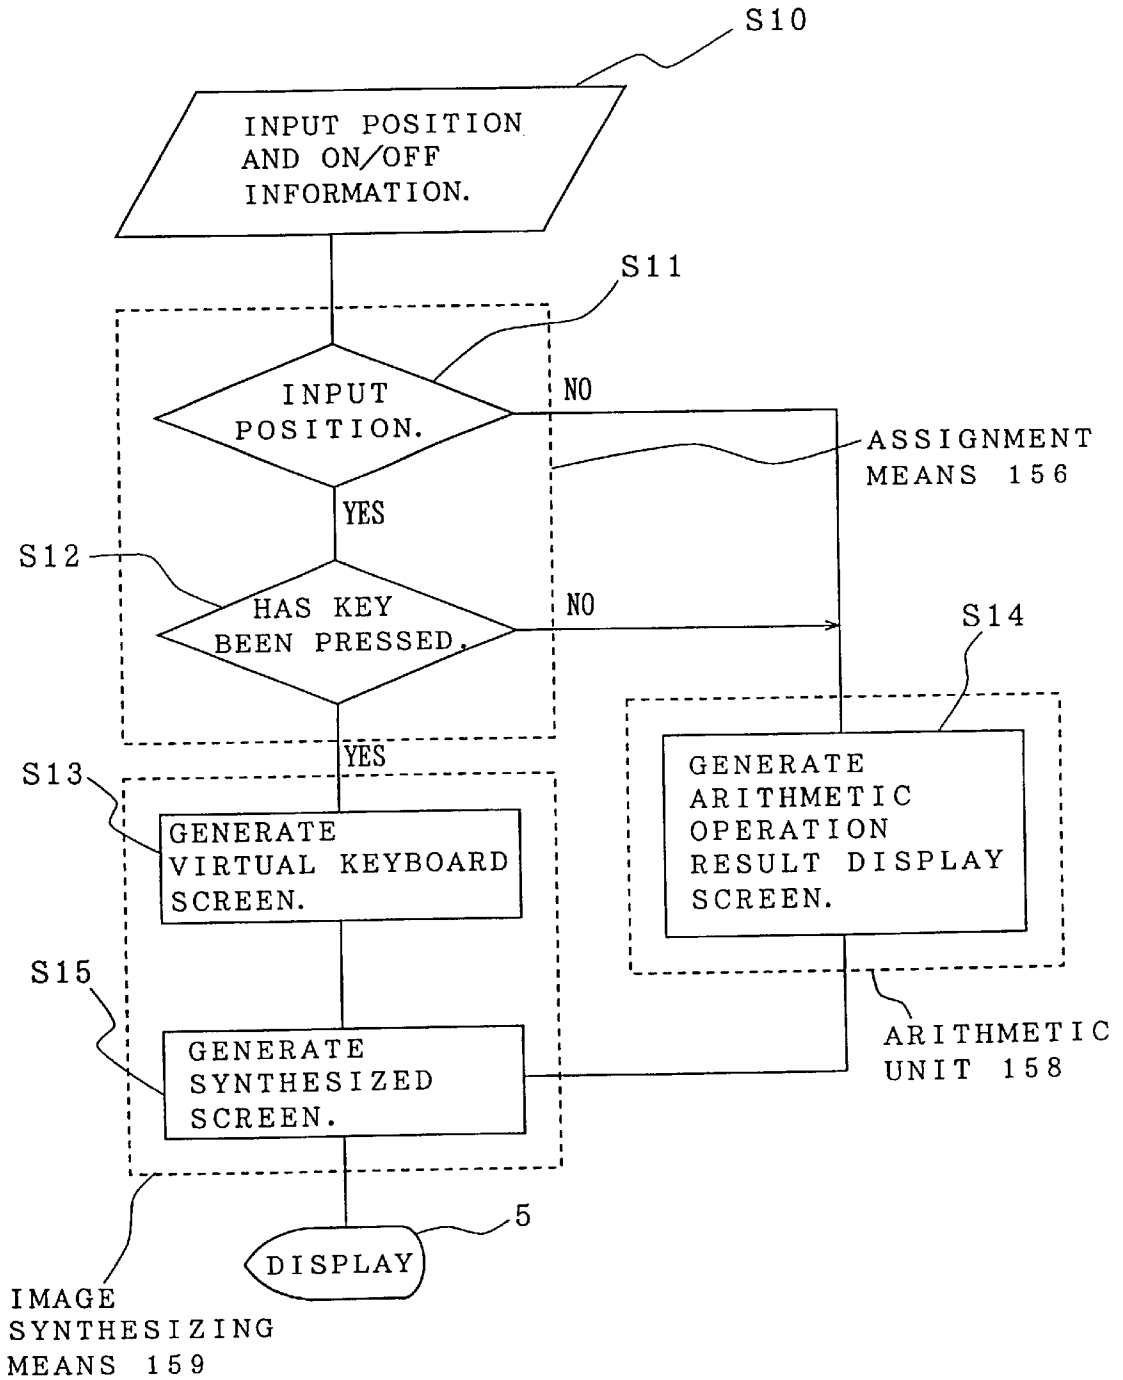 S10
INPUT POSITION
AND ON/OFF
INFORMATION.
S11
INPUT
POSITION.
NO
ASSIGNMENT
MEANS 156
YES
S12
HAS KEY
BEEN PRESSED.
NO
S14
YES
S13
GENERATE
VIRTUAL KEYBOARD
SCREEN.
GENERATE
ARITHMETIC
OPERATION
RESULT DISPLAY
SCREEN.
S15
GENERATE
SYNTHESIZED
SCREEN.
ARITHMETIC
UNIT 158
5
DISPLAY
IMAGE
SYNTHESIZING
MEANS 159